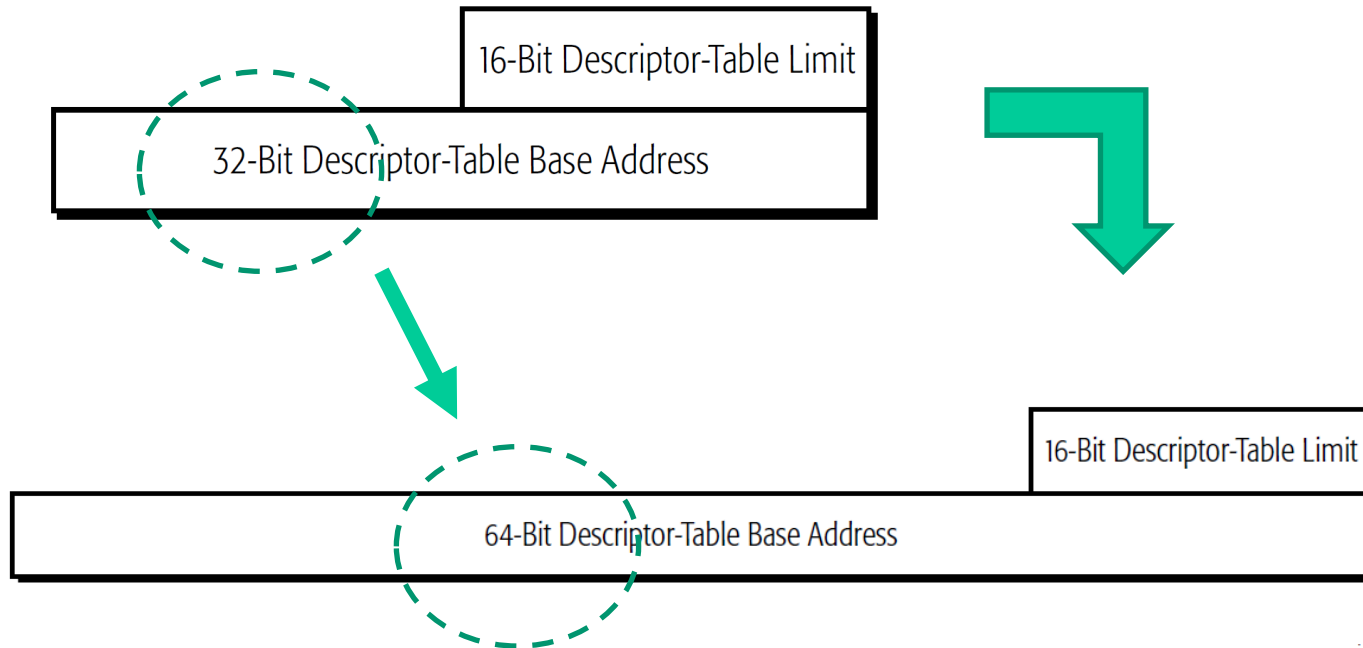 16-Bit Descriptor-Table Limit
32-Bit Descriptor-Table Base Address
16-Bit Descriptor-Table Limit
64-Bit Descriptor-Table Base Address